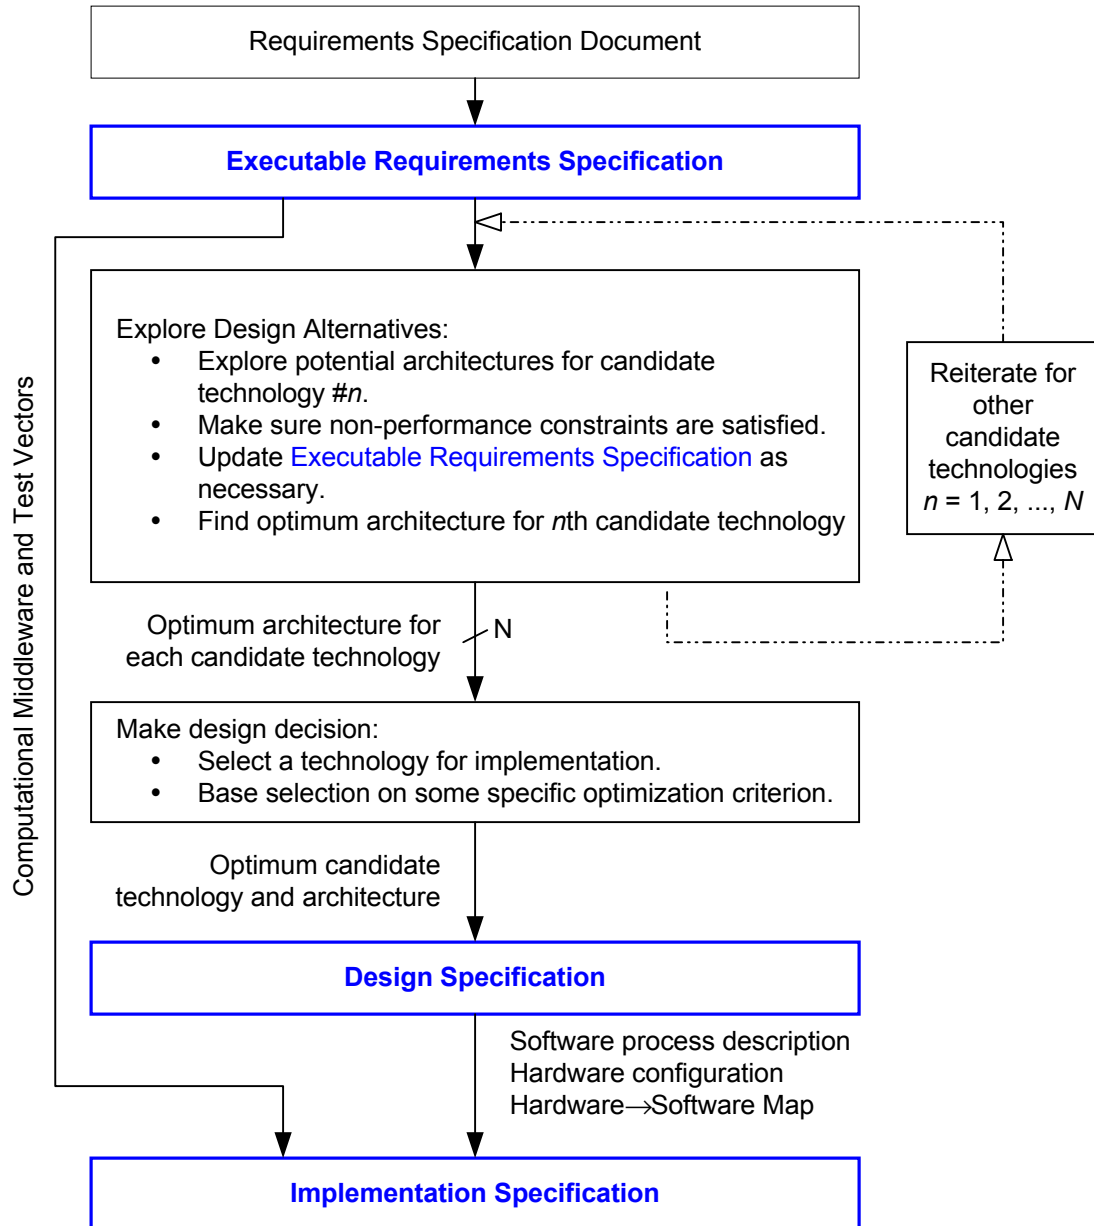 Requirements Specification Document
Executable Requirements Specification
Explore Design Alternatives:
• Explore potential architectures for candidate
technology #n.
• Make sure non-performance constraints are satisfied.
• Update Executable Requirements Specification as
necessary.
• Find optimum architecture for nth candidate technology
Reiterate for
other
candidate
technologies
n = 1, 2, ..., N
Computational Middleware and Test Vectors
Optimum architecture for
each candidate technology
N
Make design decision:
• Select a technology for implementation.
• Base selection on some specific optimization criterion.
Optimum candidate
technology and architecture
Design Specification
Software process description
Hardware configuration
Hardware→Software Map
Implementation Specification